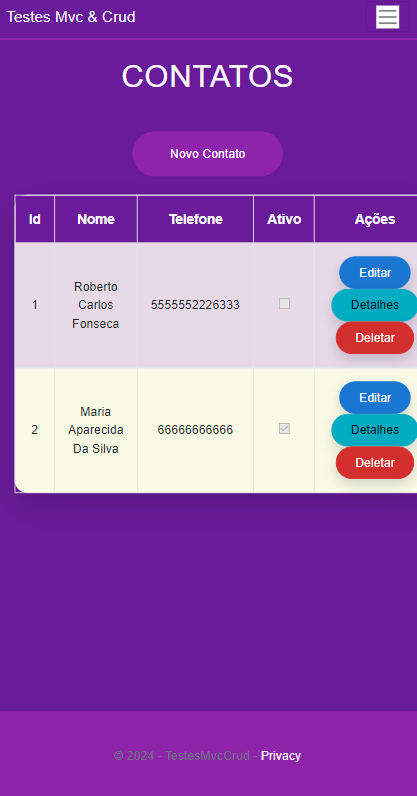 Testes Mvc & Crud
CONTATOS
Novo Contato
Id Nome Telefone Ativo Ações
1 Roberto Carlos Fonseca 5555552226333 Editar Detalhes Deletar
2 Maria Aparecida Da Silva 66666666666 Editar Detalhes Deletar
© 2024 - TestesMvcCrud - Privacy